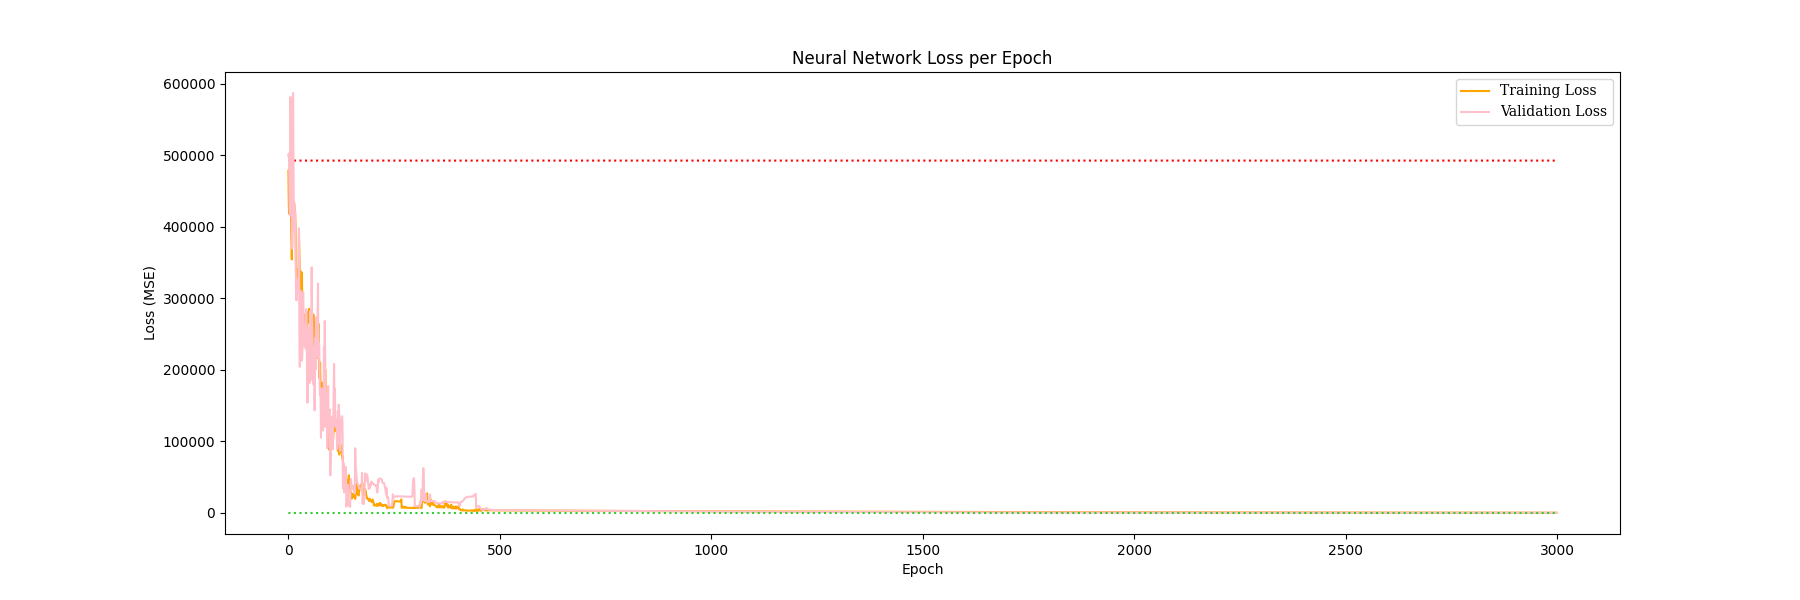 Neural Network Loss per Epoch
600000
500000
400000
300000
200000
100000
0
Loss (MSE)
Training Loss
Validation Loss
0
500
1000
1500
2000
2500
3000
Epoch